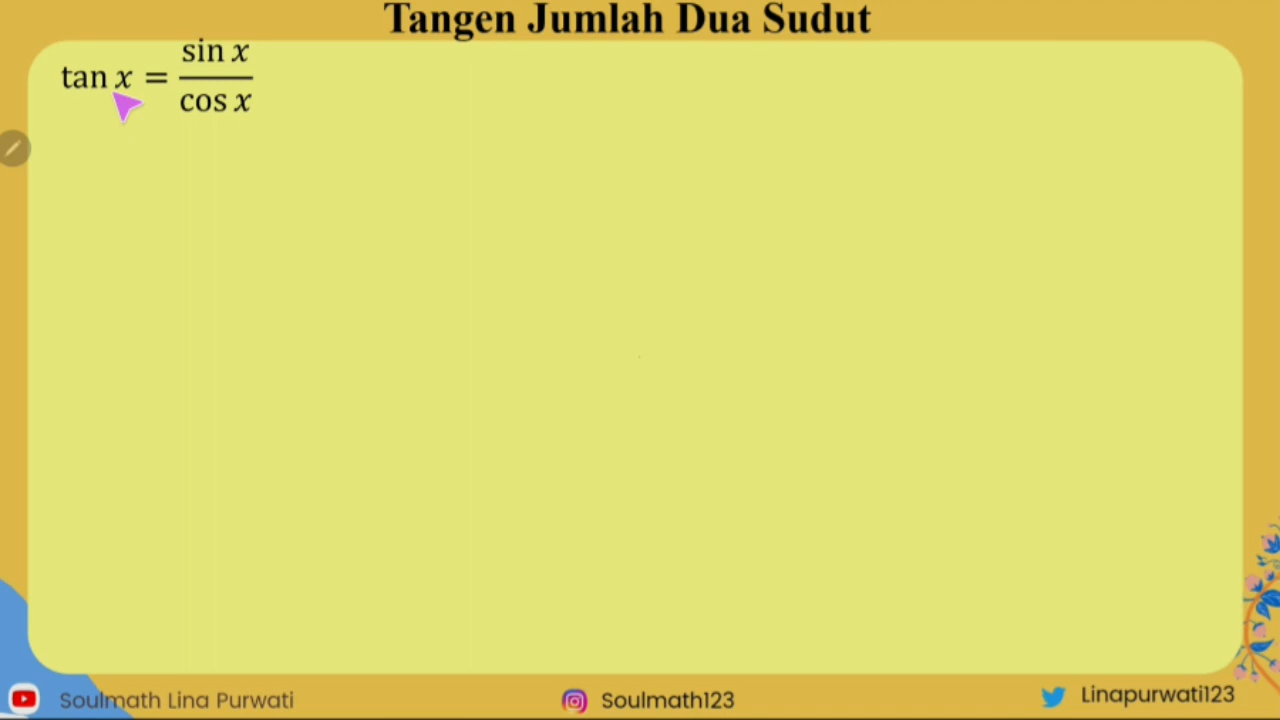 Tangen Jumlah Dua Sudut
tan x = sin x / cos x
Soulmath Lina Purwati
Soulmath123
Linapurwati123